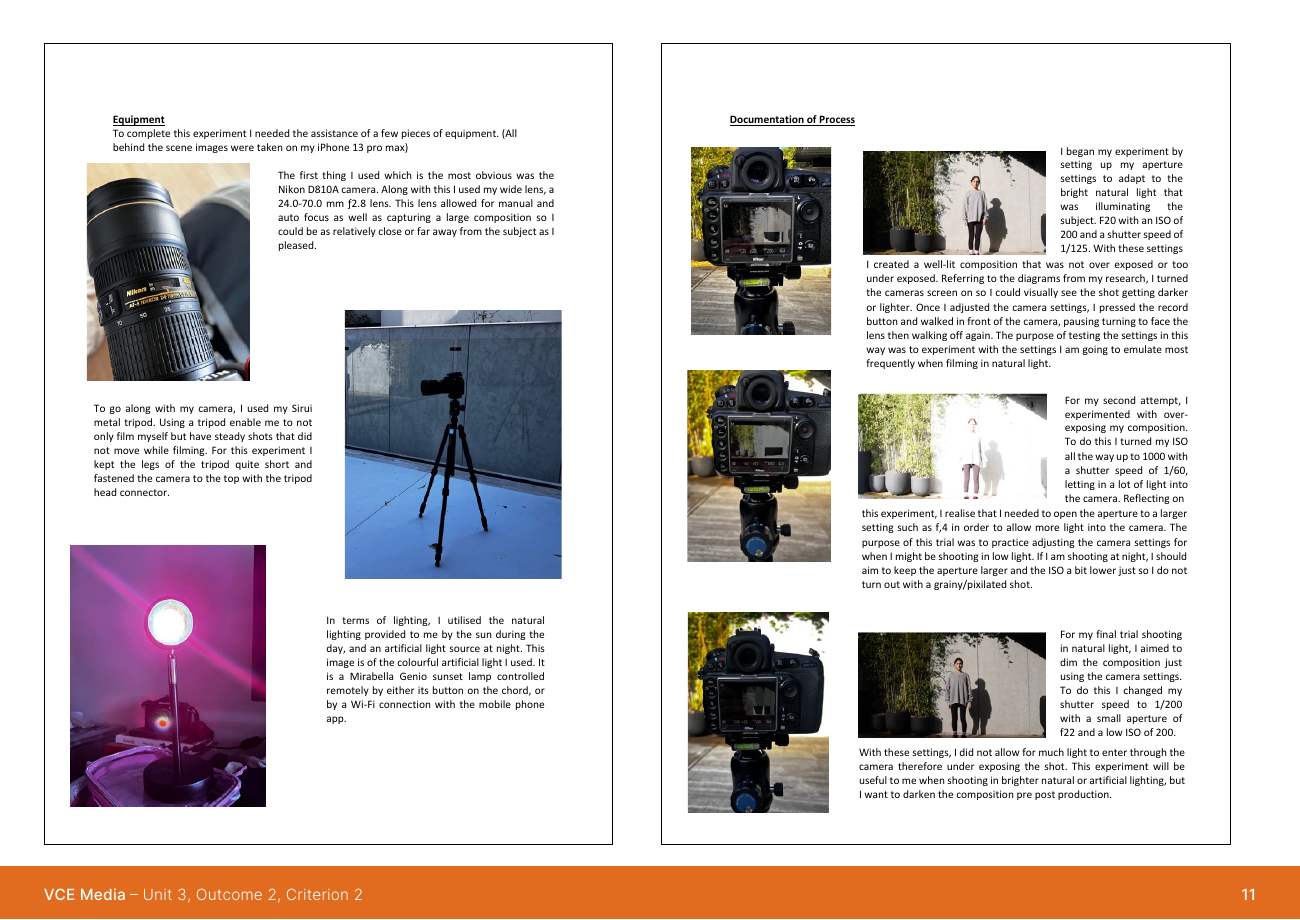 Equipment
To complete this experiment I needed the assistance of a few pieces of equipment. (All
behind the scene images were taken on my iPhone 13 pro max)
The first thing I used which is the most obvious was the
Nikon D810A camera. Along with this I used my wide lens, a
24.0-70.0 mm ƒ2.8 lens. This lens allowed for manual and
auto focus as well as capturing a large composition so I
could be as relatively close or far away from the subject as I
pleased.
Nikon
To go along with my camera, I used my Sirui
metal tripod. Using a tripod enable me to not
only film myself but have steady shots that did
not move while filming. For this experiment I
kept the legs of the tripod quite short and
fastened the camera to the top with the tripod
head connector.
In terms of lighting, I utilised the natural
lighting provided to me by the sun during the
day, and an artificial light source at night. This
image is of the colourful artificial light I used. It
is a Mirabella Genio sunset lamp controlled
remotely by either its button on the chord, or
by a Wi-Fi connection with the mobile phone
app.
Documentation of Process
I began my experiment by
setting up my aperture
settings to adapt to the
bright natural light that
was illuminating the
subject. F20 with an ISO of
200 and a shutter speed of
1/125. With these settings
I created a well-lit composition that was not over exposed or too
under exposed. Referring to the diagrams from my research, I turned
the cameras screen on so I could visually see the shot getting darker
or lighter. Once I adjusted the camera settings, I pressed the record
button and walked in front of the camera, pausing turning to face the
lens then walking off again. The purpose of testing the settings in this
way was to experiment with the settings I am going to emulate most
frequently when filming in natural light.
For my second attempt, I
experimented with over-
exposing my composition.
To do this I turned my ISO
all the way up to 1000 with
a shutter speed of 1/60,
letting in a lot of light into
the camera. Reflecting on
this experiment, I realise that I needed to open the aperture to a larger
setting such as f,4 in order to allow more light into the camera. The
purpose of this trial was to practice adjusting the camera settings for
when I might be shooting in low light. If I am shooting at night, I should
aim to keep the aperture larger and the ISO a bit lower just so I do not
turn out with a grainy/pixilated shot.
For my final trial shooting
in natural light, I aimed to
dim the composition just
using the camera settings.
To do this I changed my
shutter speed to 1/200
with a small aperture of
f22 and a low ISO of 200.
With these settings, I did not allow for much light to enter through the
camera therefore under exposing the shot. This experiment will be
useful to me when shooting in brighter natural or artificial lighting, but
I want to darken the composition pre post production.
VCE Media – Unit 3, Outcome 2, Criterion 2
11